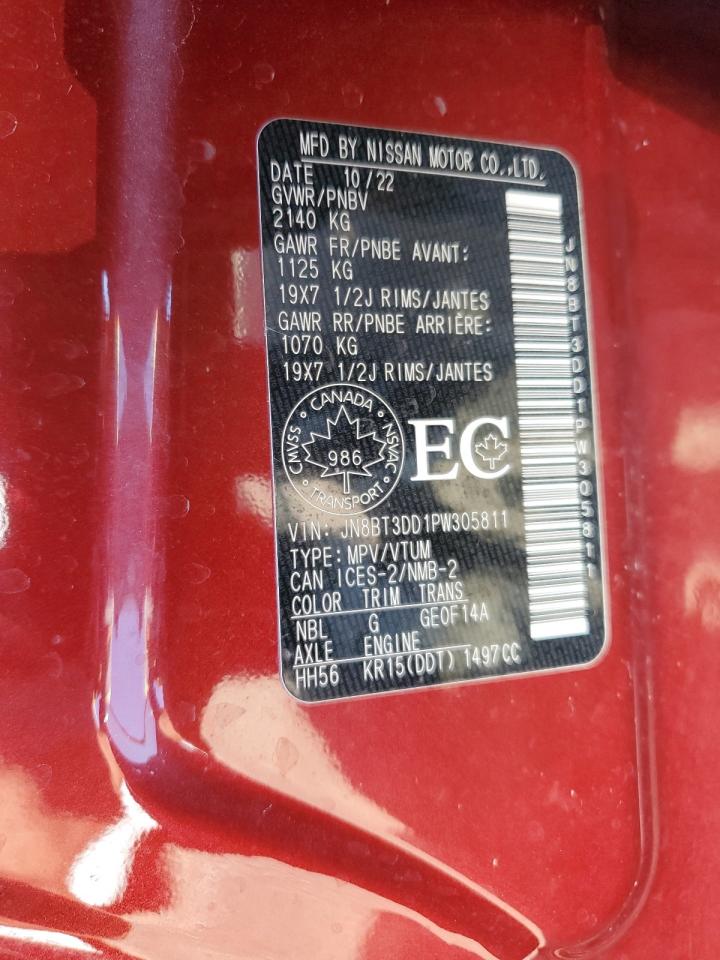 MFD BY NISSAN MOTOR CO.,LTD.
DATE 10/22
GVWR/PNBV
2140 KG
GAWR FR/PNBE AVANT:
1125 KG
19X7 1/2J RIMS/JANTES
GAWR RR/PNBE ARRIÈRE:
1070 KG
19X7 1/2J RIMS/JANTES
CANADA
CMVSS
NSVAC
986
TRANSPORT
EC
VIN: JN8BT3DD1PW305811
TYPE: MPV/VTUM
CAN ICES-2/NMB-2
COLOR TRIM TRANS
NBL G GE0F14A
AXLE ENGINE
HH56 KR15(DDT) 1497CC
JN8BT3DD1PW305811